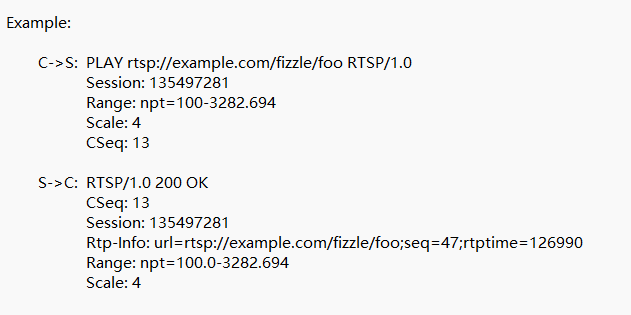 Example:
C->S: PLAY rtsp://example.com/fizzle/foo RTSP/1.0
Session: 135497281
Range: npt=100-3282.694
Scale: 4
CSeq: 13
S->C: RTSP/1.0 200 OK
CSeq: 13
Session: 135497281
Rtp-Info: url=rtsp://example.com/fizzle/foo;seq=47;rtptime=126990
Range: npt=100.0-3282.694
Scale: 4